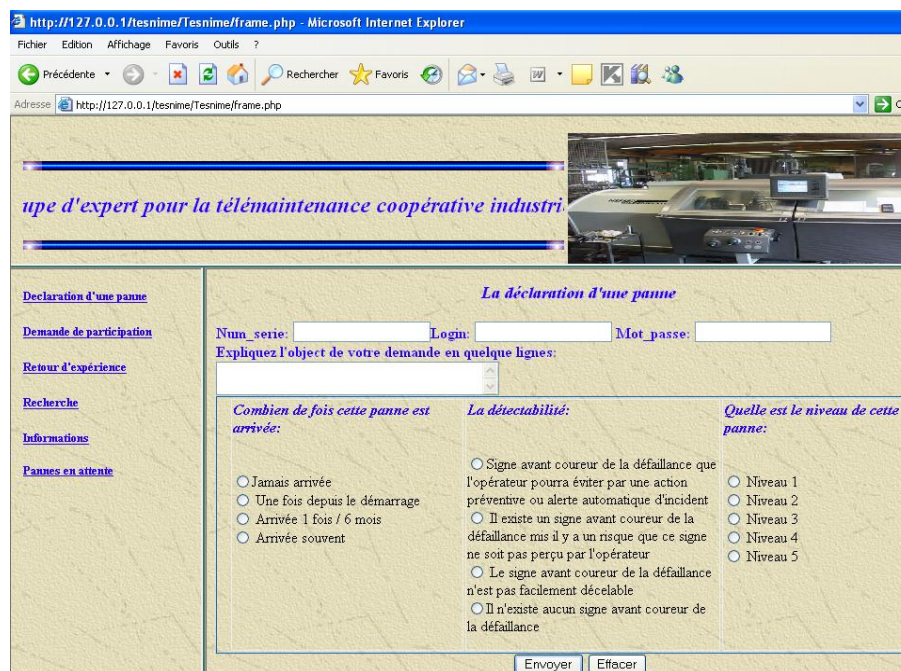 http://127.0.0.1/tesnime/Tesnime/frame.php - Microsoft Internet Explorer
Fichier Edition Affichage Favoris Outils ?
Précédente Rechercher Favoris
Adresse http://127.0.0.1/tesnime/Tesnime/frame.php
upe d'expert pour la télémaintenance coopérative industri
Declaration d'une panne
Demande de participation
Retour d'expérience
Recherche
Informations
Pannes en attente
La déclaration d'une panne
Num_serie: Login: Mot_passe:
Expliquez l'object de votre demande en quelque lignes:
Combien de fois cette panne est
arrivée:
Jamais arrivée
Une fois depuis le démarrage
Arrivée 1 fois / 6 mois
Arrivée souvent
La détectabilité:
Signe avant coureur de la défaillance que
l'opérateur pourra éviter par une action
préventive ou alerte automatique d'incident
Il existe un signe avant coureur de la
défaillance mis il y a un risque que ce signe
ne soit pas perçu par l'opérateur
Le signe avant coureur de la défaillance
n'est pas facilement décelable
Il n'existe aucun signe avant coureur de
la défaillance
Quelle est le niveau de cette
panne:
Niveau 1
Niveau 2
Niveau 3
Niveau 4
Niveau 5
Envoyer Effacer